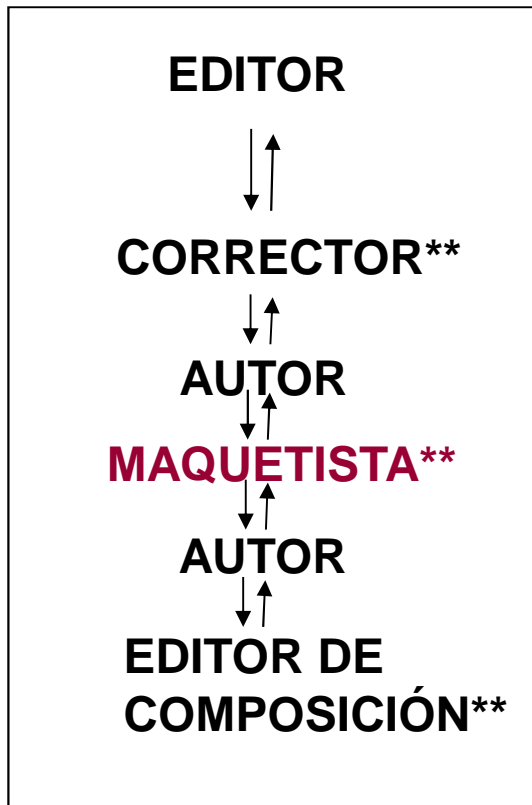 EDITOR
CORRECTOR**
AUTOR
MAQUETISTA**
AUTOR
EDITOR DE
COMPOSICIÓN**